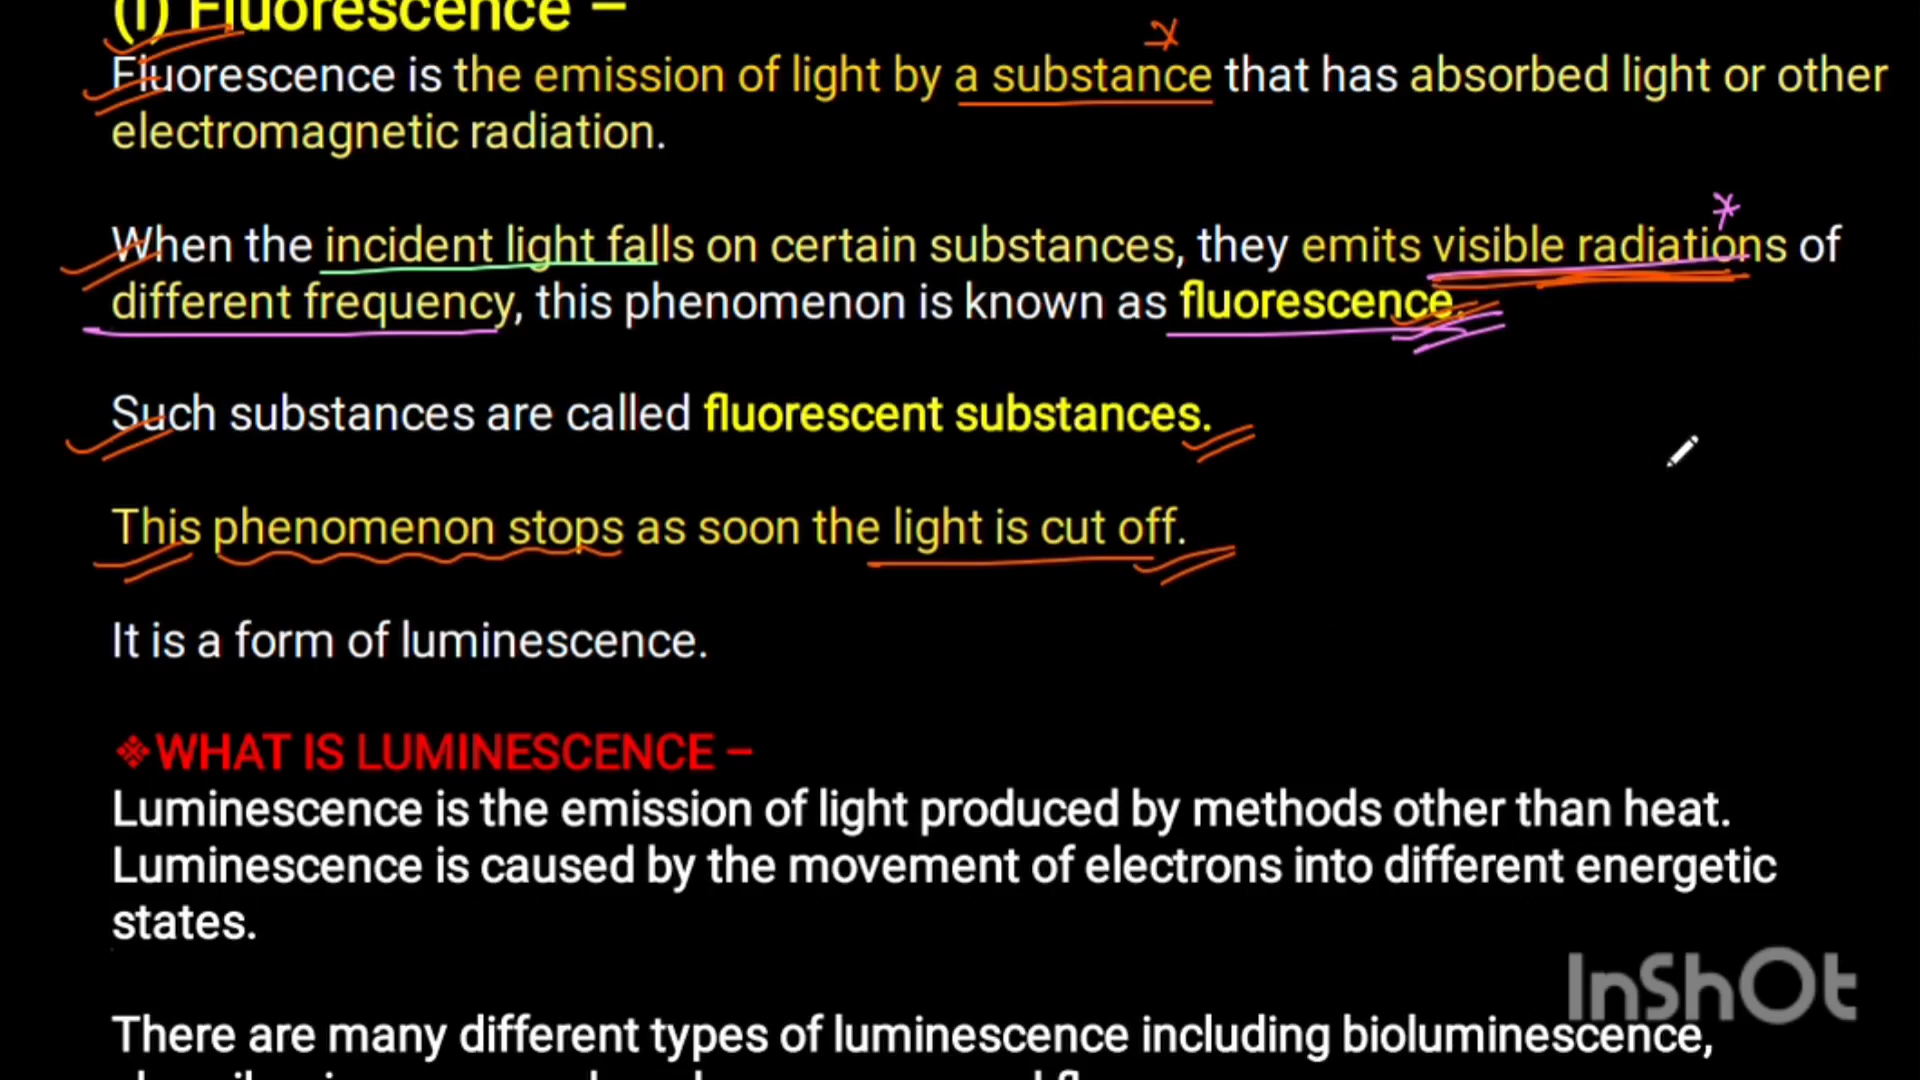 (i) Fluorescence –
Fluorescence is the emission of light by a substance that has absorbed light or other
electromagnetic radiation.
When the incident light falls on certain substances, they emits visible radiations of
different frequency, this phenomenon is known as fluorescence.
Such substances are called fluorescent substances.
This phenomenon stops as soon the light is cut off.
It is a form of luminescence.
❖WHAT IS LUMINESCENCE –
Luminescence is the emission of light produced by methods other than heat.
Luminescence is caused by the movement of electrons into different energetic
states.
There are many different types of luminescence including bioluminescence,
InShOt